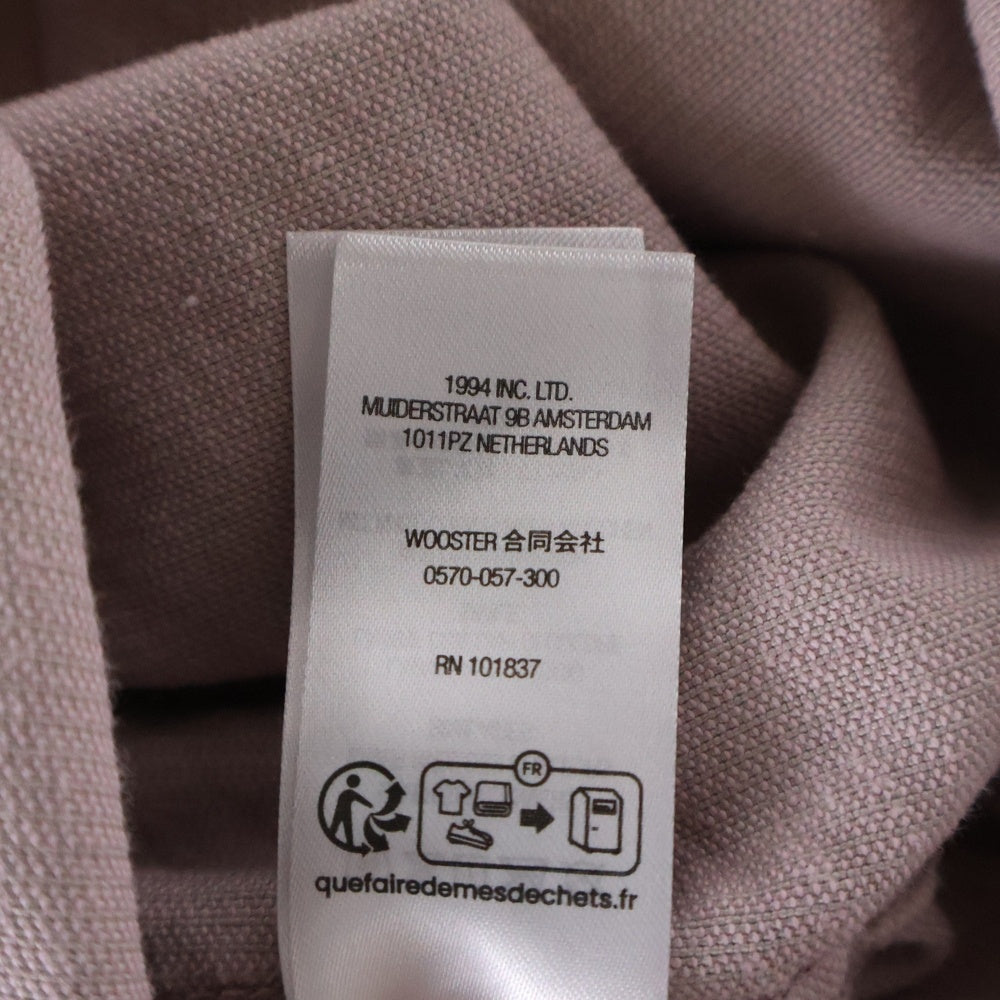 1994 INC. LTD.
MUIDERSTRAAT 9B AMSTERDAM
1011PZ NETHERLANDS
WOOSTER 合同会社
0570-057-300
RN 101837
FR
quefairedemesdechets.fr